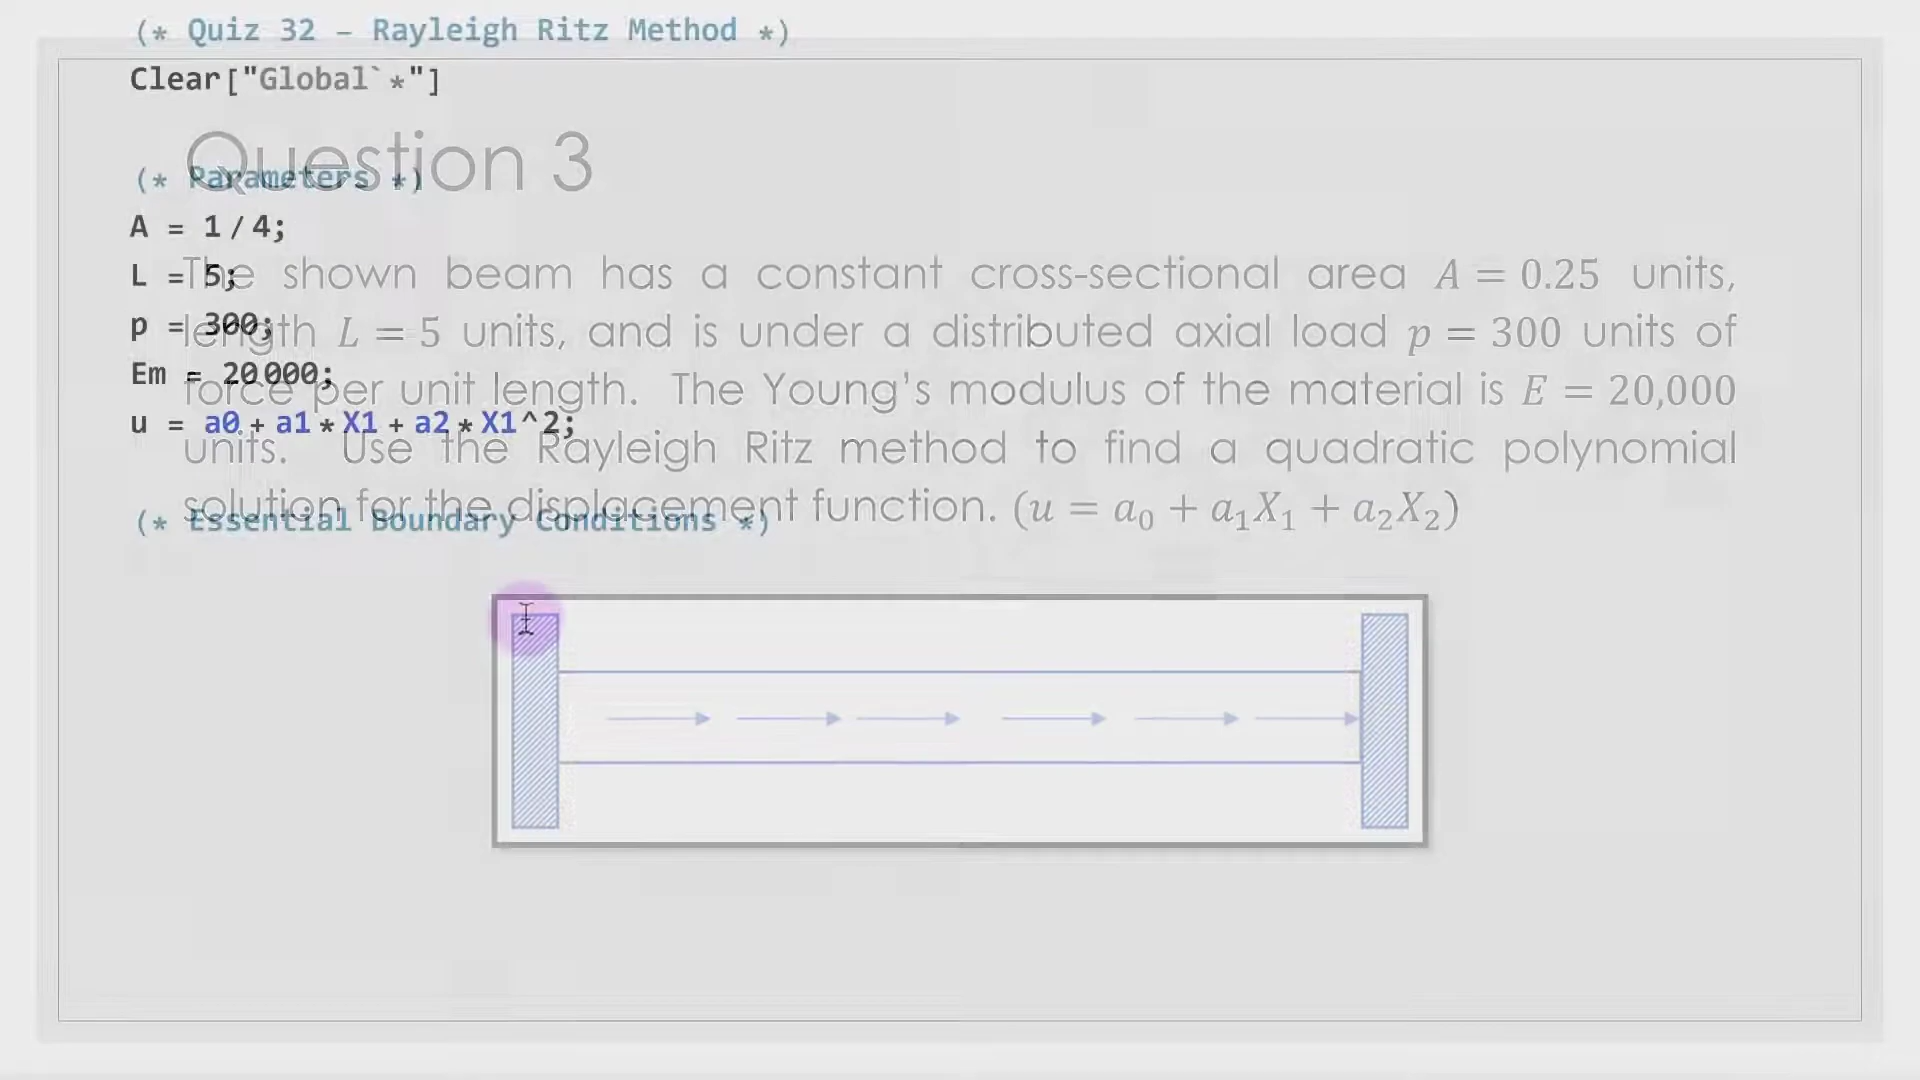 (* Quiz 32 – Rayleigh Ritz Method *)
Clear["Global`*"]
Question 3
(* Parameters *)
A = 1/4;
L = 5;
p = 300;
Em = 20000;
u = a0 + a1*X1 + a2*X1^2;
(* Essential Boundary Conditions *)
The shown beam has a constant cross-sectional area A = 0.25 units,
length L = 5 units, and is under a distributed axial load p = 300 units of
force per unit length. The Young's modulus of the material is E = 20,000
units. Use the Rayleigh Ritz method to find a quadratic polynomial
solution for the displacement function. (u = a₀ + a₁X₁ + a₂X₂)